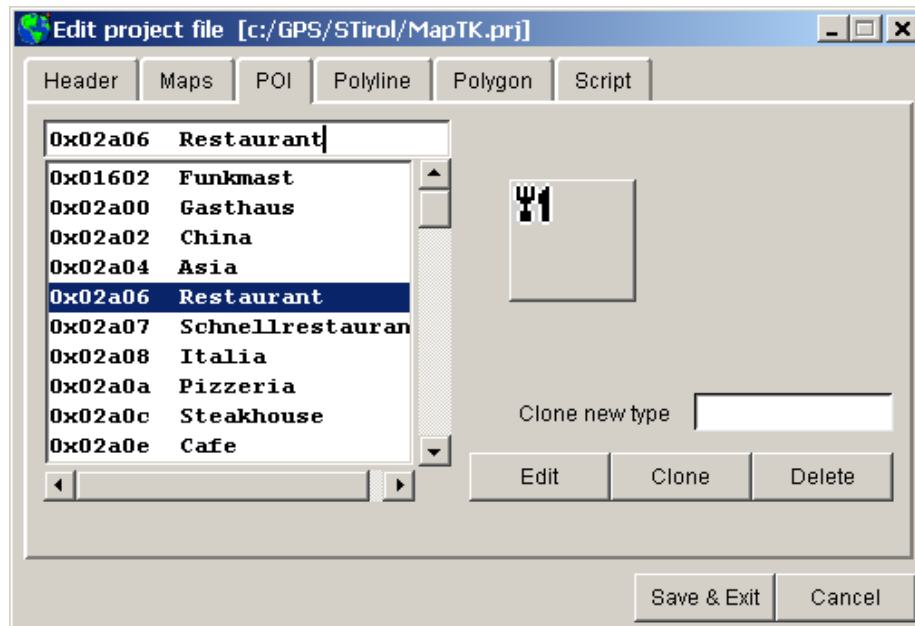 Edit project file [c:/GPS/STirol/MapTK.prj]
Header Maps POI Polyline Polygon Script
0x02a06 Restaurant
0x01602 Funkmast
0x02a00 Gasthaus
0x02a02 China
0x02a04 Asia
0x02a06 Restaurant
0x02a07 Schnellrestauran
0x02a08 Italia
0x02a0a Pizzeria
0x02a0c Steakhouse
0x02a0e Cafe
Clone new type
Edit Clone Delete
Save & Exit Cancel